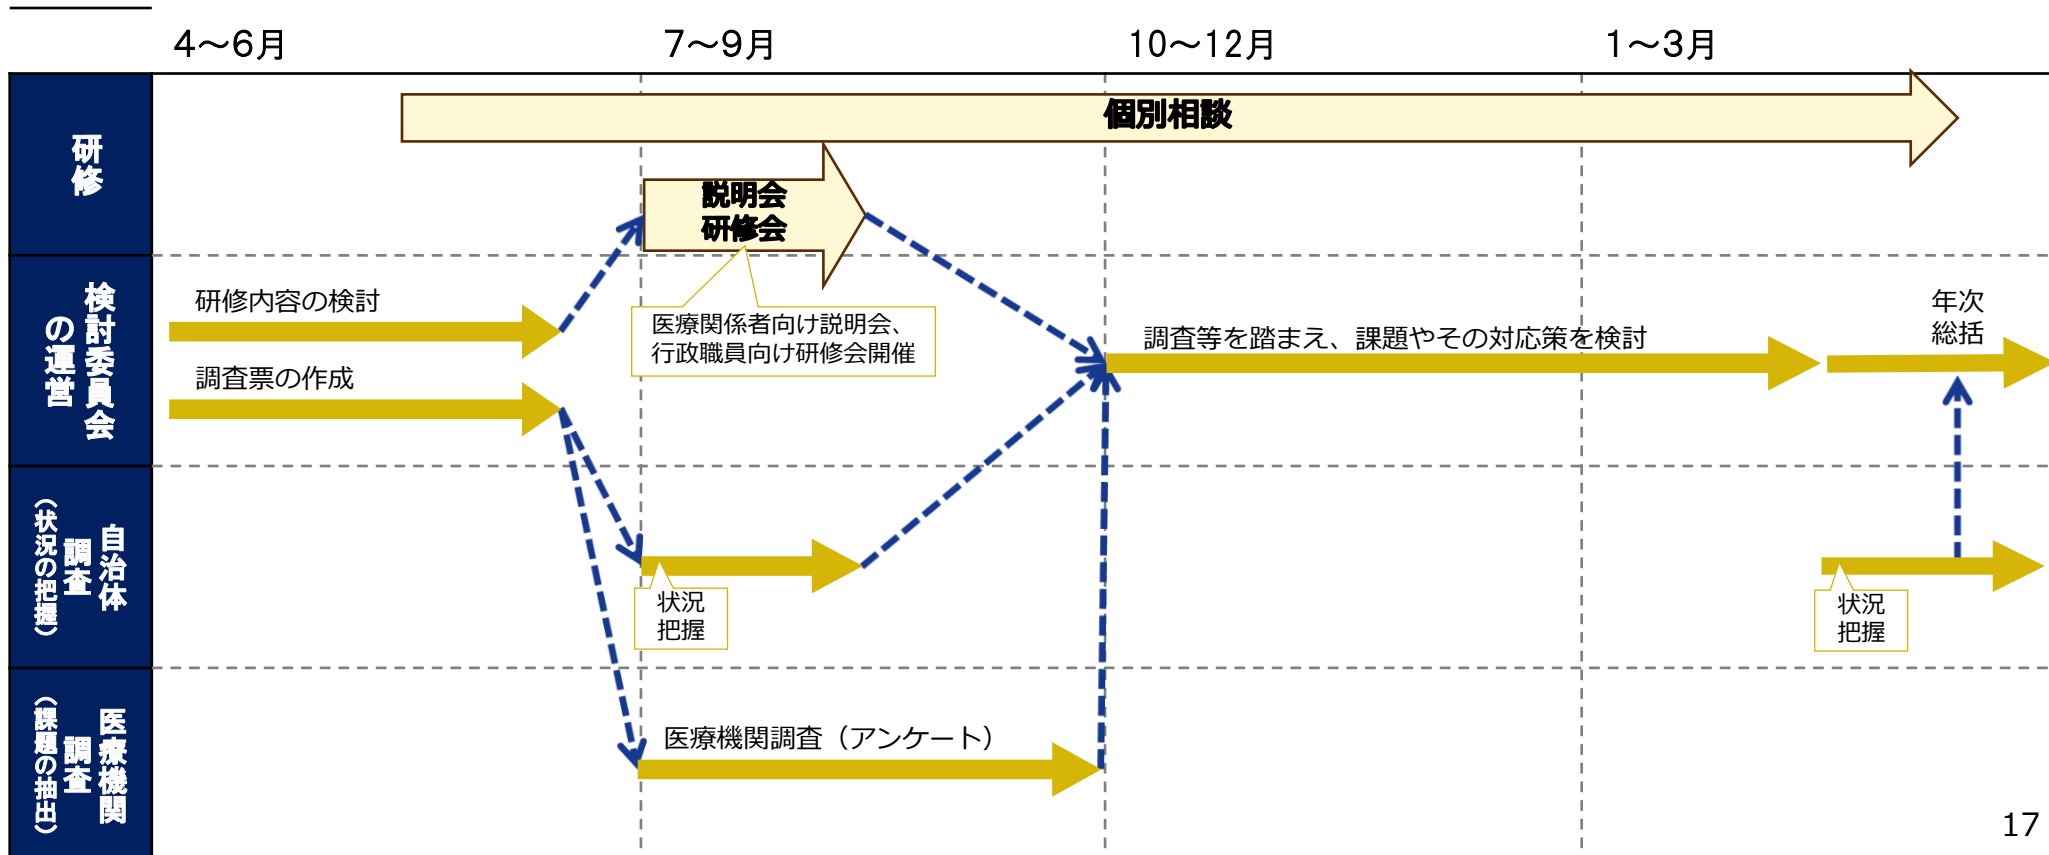 4～6月
7～9月
10～12月
1～3月
研修
個別相談
説明会
研修会
検討委員会
の運営
研修内容の検討
調査票の作成
医療関係者向け説明会、
行政職員向け研修会開催
調査等を踏まえ、課題やその対応策を検討
年次
総括
自治体
調査
（状況の把握）
状況
把握
状況
把握
医療機関
調査
（課題の抽出）
医療機関調査（アンケート）
17